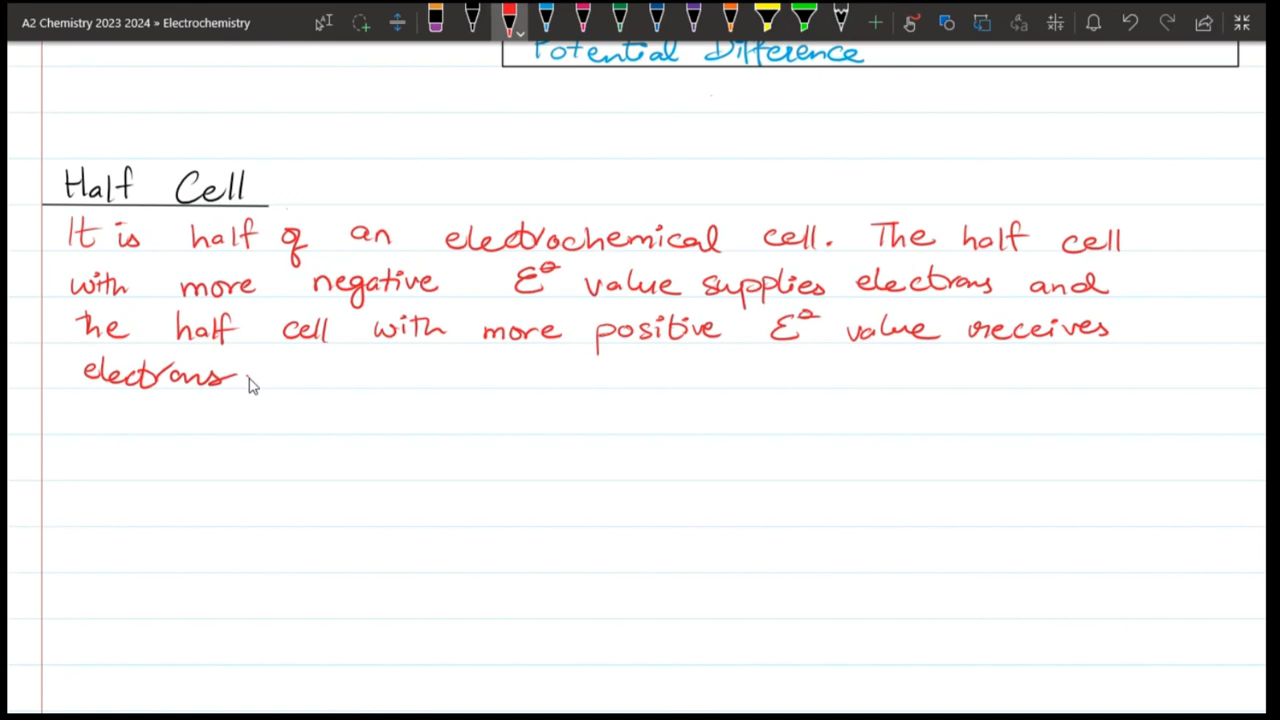 A2 Chemistry 2023 2024 » Electrochemistry
Potential Difference
Half Cell
It is half of an electrochemical cell. The half cell
with more negative E⦵ value supplies electrons and
the half cell with more positive E⦵ value receives
electrons.